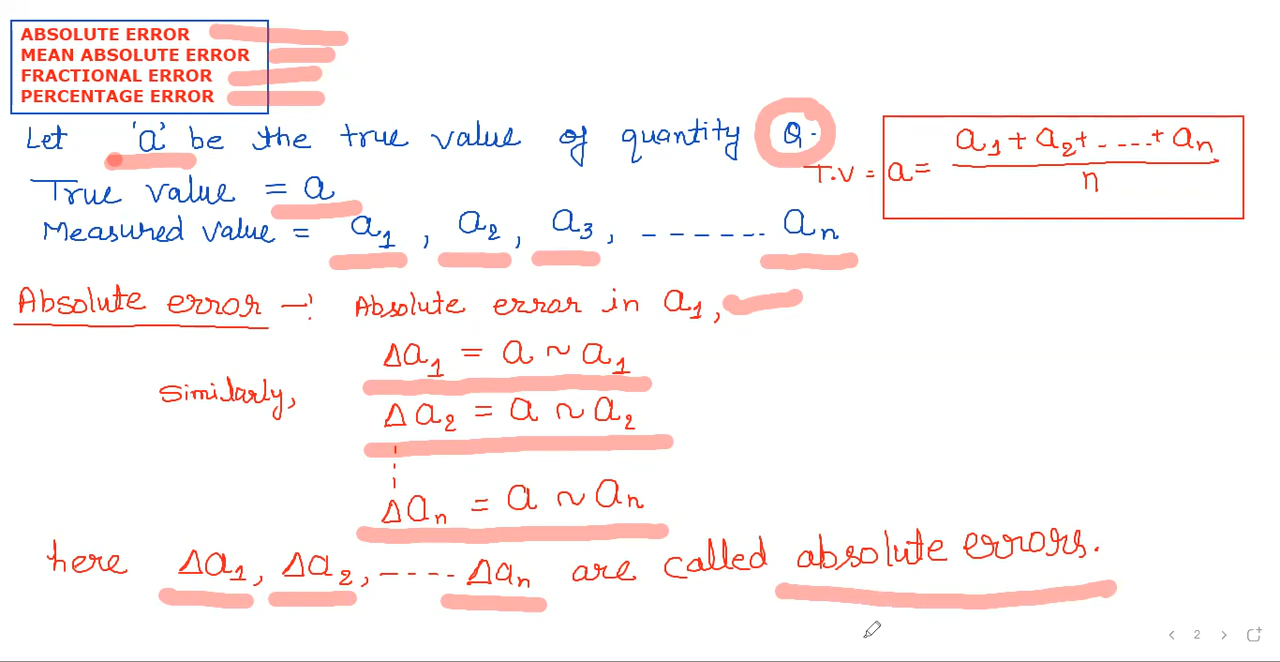 ABSOLUTE ERROR
MEAN ABSOLUTE ERROR
FRACTIONAL ERROR
PERCENTAGE ERROR
Let 'a' be the true value of quantity Q.
T.V = a = (a₁ + a₂ + - - - .. + aₙ) / n
True value = a
Measured value = a₁ , a₂ , a₃ , - - - - - - .. aₙ
Absolute error → Absolute error in a₁,
Δa₁ = a ~ a₁
Similarly,
Δa₂ = a ~ a₂
Δaₙ = a ~ aₙ
here Δa₁, Δa₂, - - - - Δaₙ are called absolute errors.
2